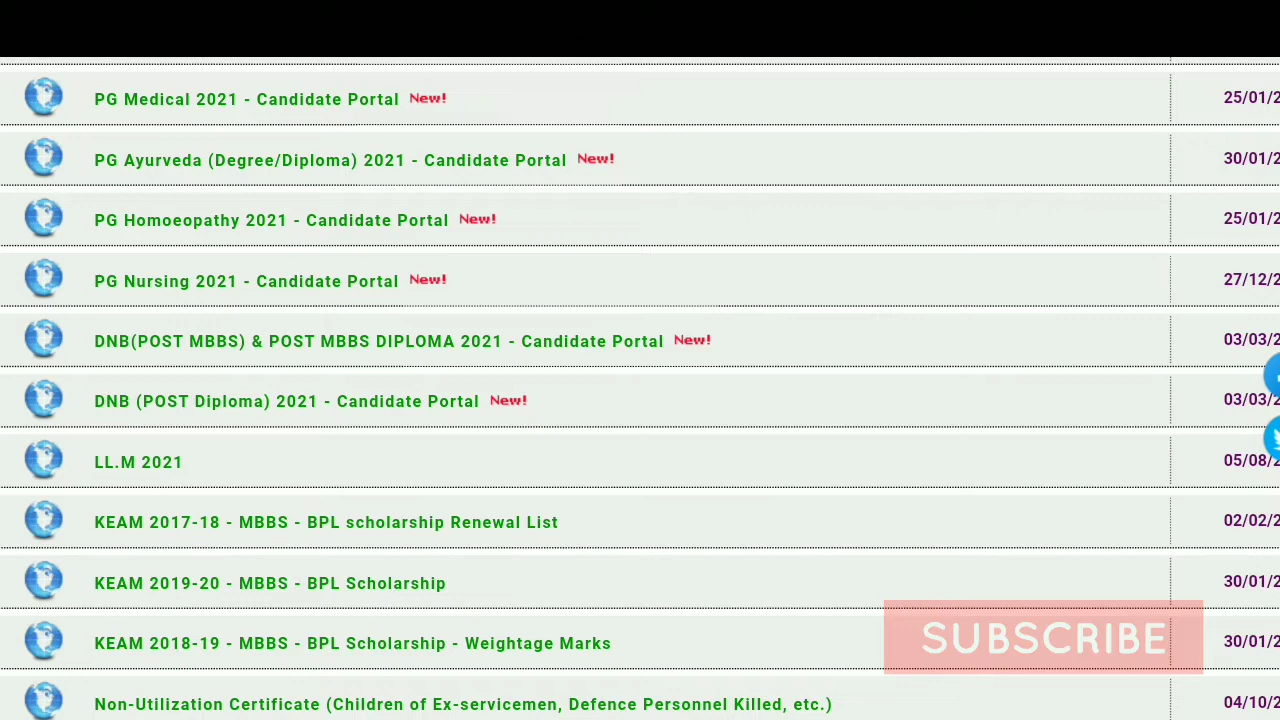 PG Medical 2021 - Candidate Portal New! 25/01/2
PG Ayurveda (Degree/Diploma) 2021 - Candidate Portal New! 30/01/2
PG Homoeopathy 2021 - Candidate Portal New! 25/01/2
PG Nursing 2021 - Candidate Portal New! 27/12/2
DNB(POST MBBS) & POST MBBS DIPLOMA 2021 - Candidate Portal New! 03/03/2
DNB (POST Diploma) 2021 - Candidate Portal New! 03/03/2
LL.M 2021 05/08/2
KEAM 2017-18 - MBBS - BPL scholarship Renewal List 02/02/2
KEAM 2019-20 - MBBS - BPL Scholarship 30/01/2
KEAM 2018-19 - MBBS - BPL Scholarship - Weightage Marks 30/01/2
SUBSCRIBE
Non-Utilization Certificate (Children of Ex-servicemen, Defence Personnel Killed, etc.) 04/10/2